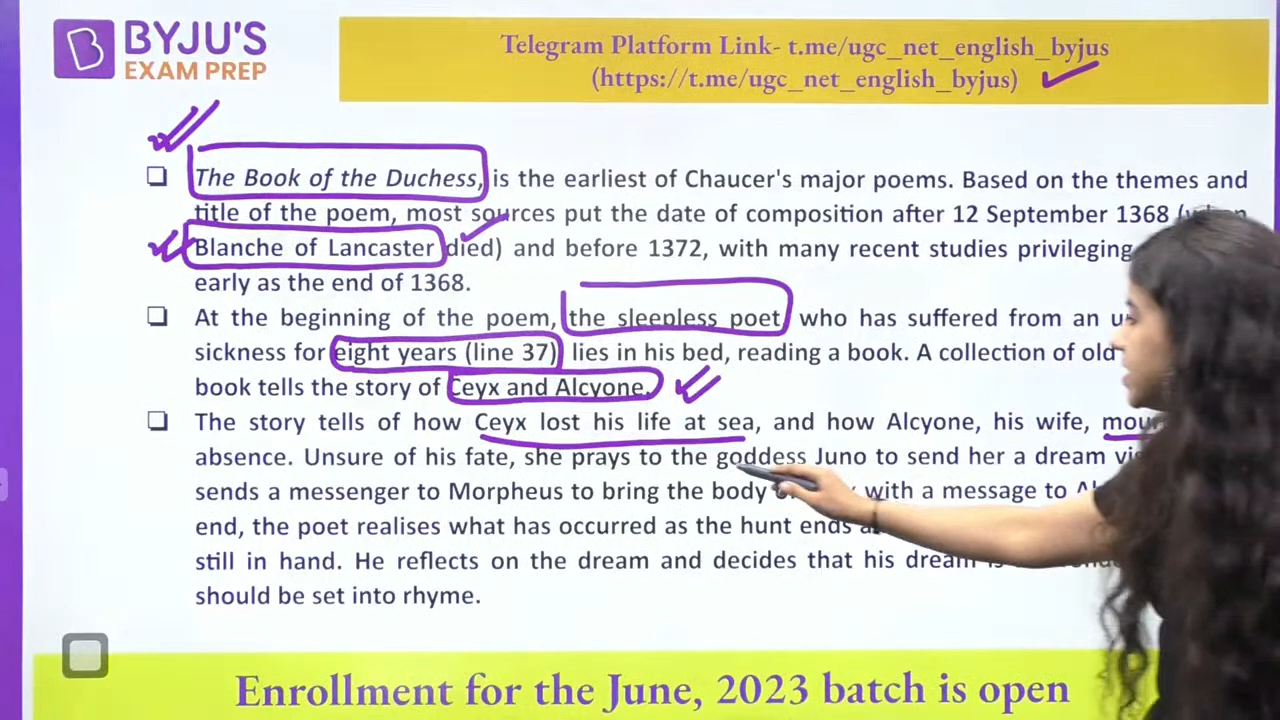 BYJU'S
EXAM PREP
Telegram Platform Link- t.me/ugc_net_english_byjus
(https://t.me/ugc_net_english_byjus)
The Book of the Duchess, is the earliest of Chaucer's major poems. Based on the themes and
title of the poem, most sources put the date of composition after 12 September 1368
Blanche of Lancaster died) and before 1372, with many recent studies privileging
early as the end of 1368.
At the beginning of the poem, the sleepless poet, who has suffered from an
sickness for eight years (line 37) lies in his bed, reading a book. A collection of old
book tells the story of Ceyx and Alcyone.
The story tells of how Ceyx lost his life at sea, and how Alcyone, his wife,
absence. Unsure of his fate, she prays to the goddess Juno to send her a dream
sends a messenger to Morpheus to bring the body with a message to
end, the poet realises what has occurred as the hunt ends
still in hand. He reflects on the dream and decides that his dream
should be set into rhyme.
Enrollment for the June, 2023 batch is open